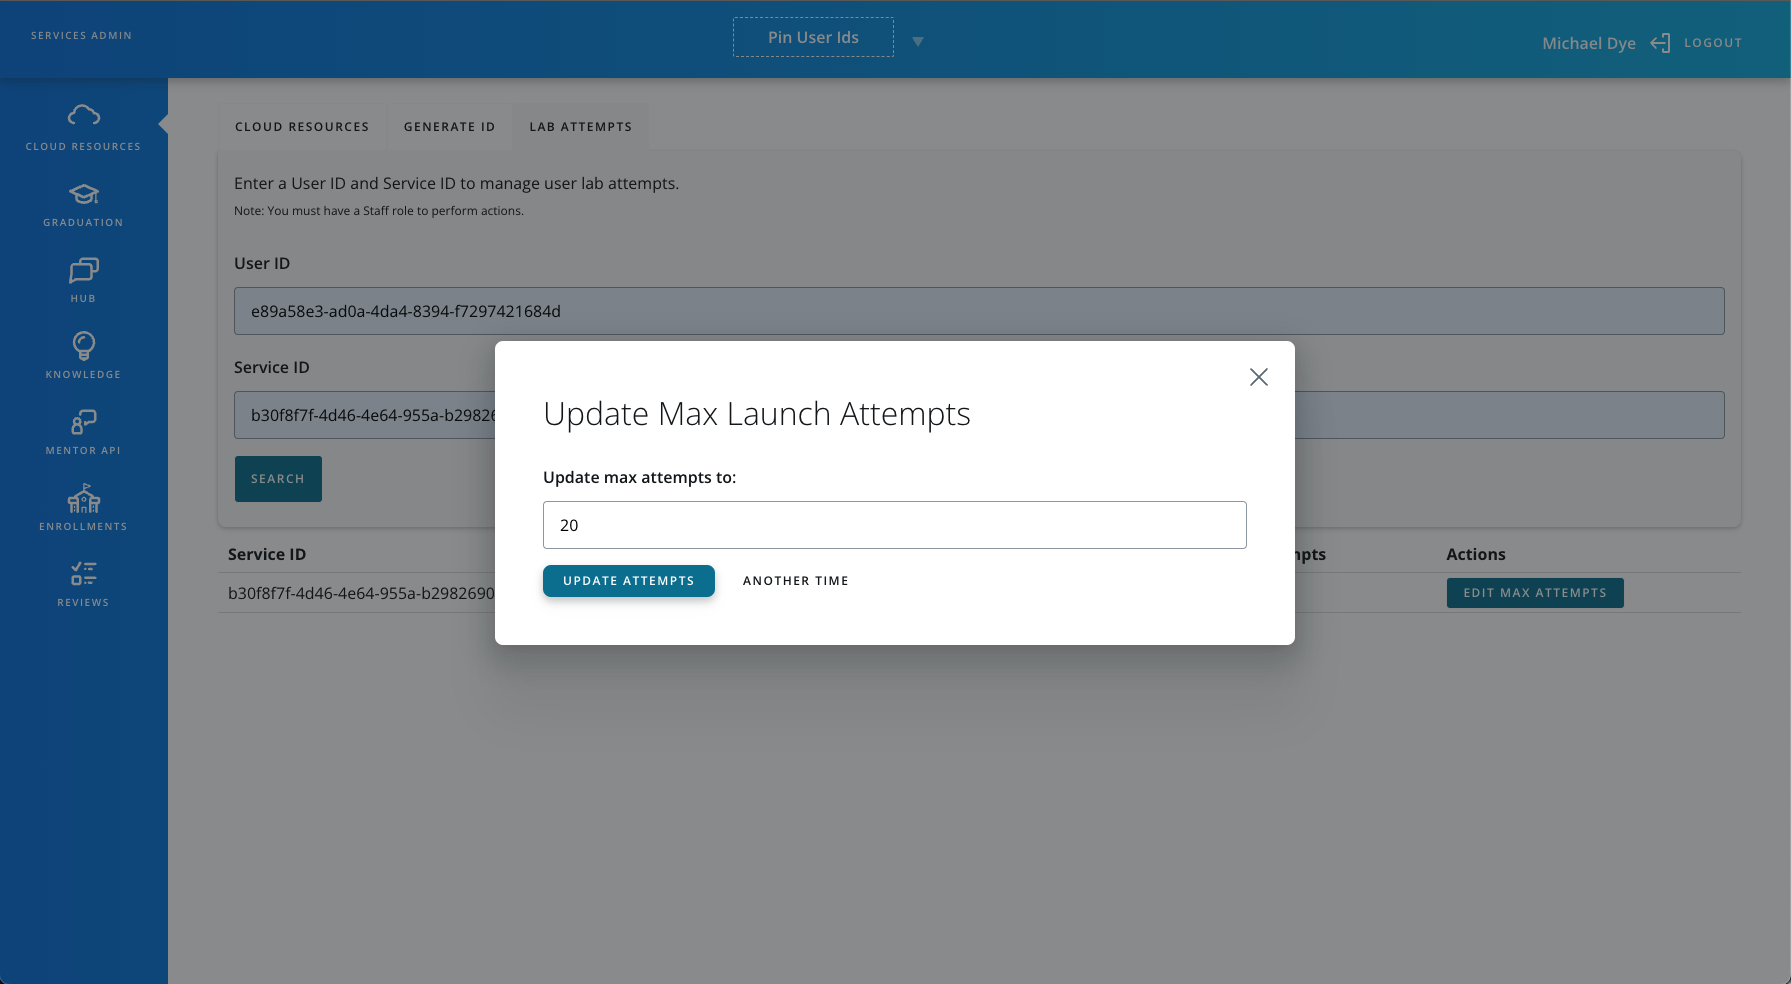 SERVICES ADMIN
Pin User Ids
Michael Dye
LOGOUT
CLOUD RESOURCES
GRADUATION
HUB
KNOWLEDGE
MENTOR API
ENROLLMENTS
REVIEWS
CLOUD RESOURCES
GENERATE ID
LAB ATTEMPTS
Enter a User ID and Service ID to manage user lab attempts.
Note: You must have a Staff role to perform actions.
User ID
e89a58e3-ad0a-4da4-8394-f7297421684d
Service ID
b30f8f7f-4d46-4e64-955a-b2982
SEARCH
Service ID
Actions
b30f8f7f-4d46-4e64-955a-b2982690
EDIT MAX ATTEMPTS
Update Max Launch Attempts
Update max attempts to:
20
UPDATE ATTEMPTS
ANOTHER TIME